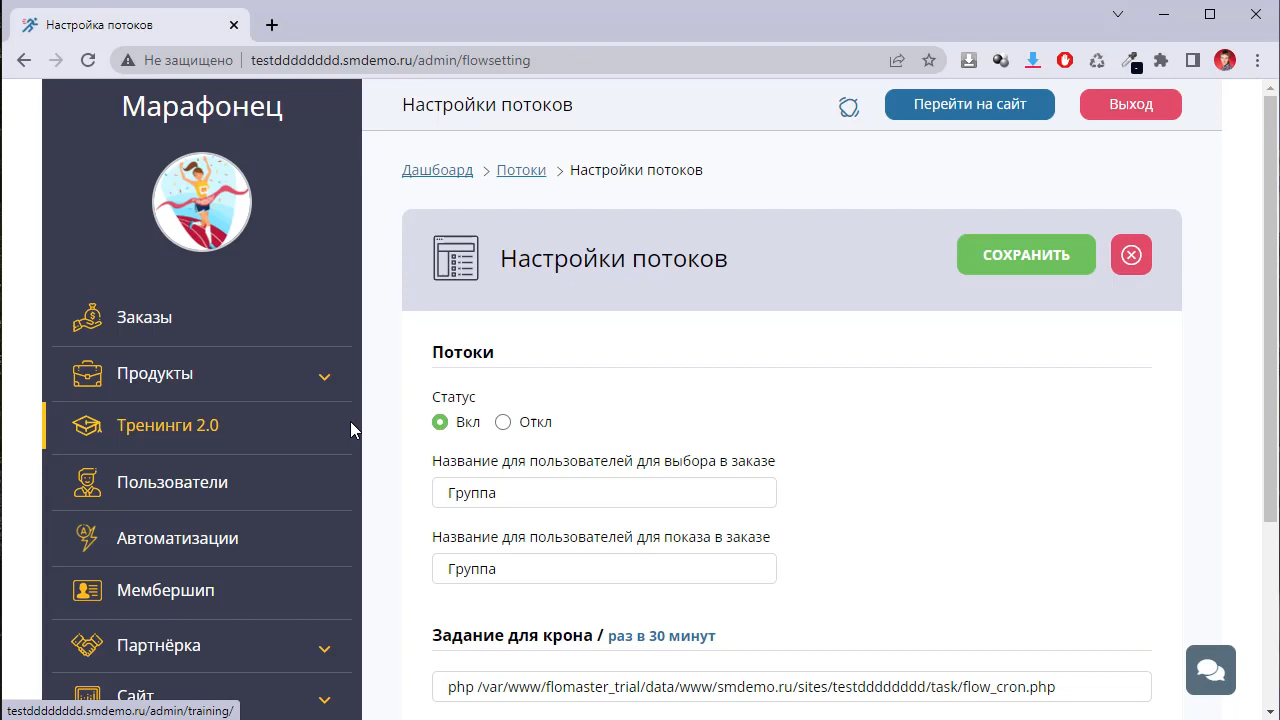 Настройка потоков
Не защищено
testddddddddd.smdemo.ru/admin/flowsetting
Марафонец
Заказы
Продукты
Тренинги 2.0
Пользователи
Автоматизации
Мембершип
Партнёрка
Сайт
testddddddddd.smdemo.ru/admin/training/
Настройки потоков
Перейти на сайт
Выход
Дашбоард > Потоки > Настройки потоков
Настройки потоков
СОХРАНИТЬ
Потоки
Статус
Вкл Откл
Название для пользователей для выбора в заказе
Группа
Название для пользователей для показа в заказе
Группа
Задание для крона / раз в 30 минут
php /var/www/flomaster_trial/data/www/smdemo.ru/sites/testddddddddd/task/flow_cron.php